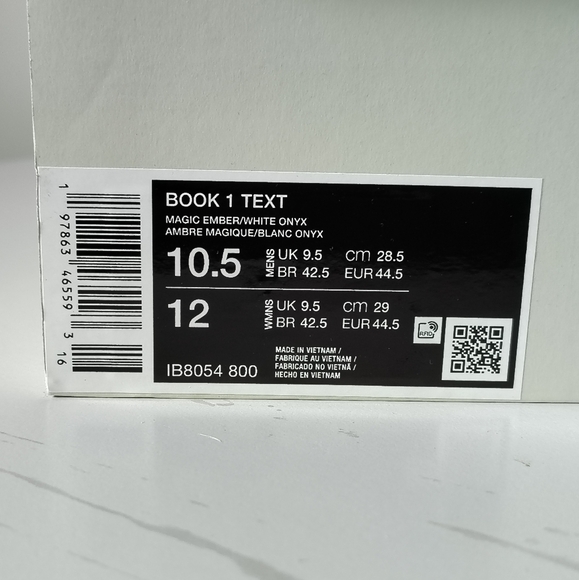 BOOK 1 TEXT
MAGIC EMBER/WHITE ONYX
AMBRE MAGIQUE/BLANC ONYX
10.5 MENS UK 9.5 cm 28.5
BR 42.5 EUR 44.5
12 WMNS UK 9.5 cm 29
BR 42.5 EUR 44.5
IB8054 800
MADE IN VIETNAM /
FABRIQUE AU VIETNAM /
FABRICADO NO VIETNÃ /
HECHO EN VIETNAM
RFID
1 97863 46559 3 16